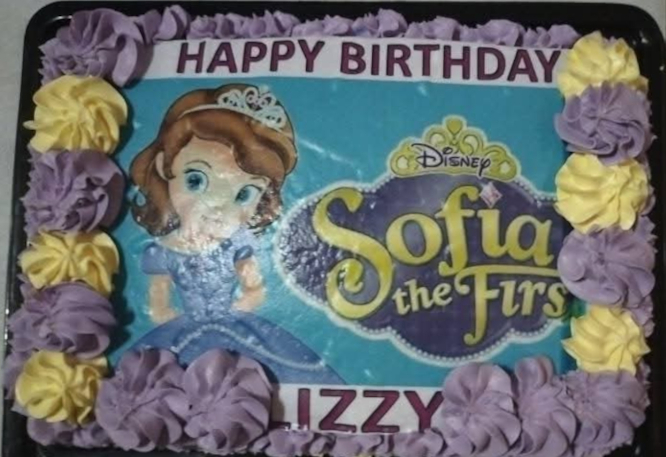 HAPPY BIRTHDAY
Disney
Sofia
the Firs
LIZZY